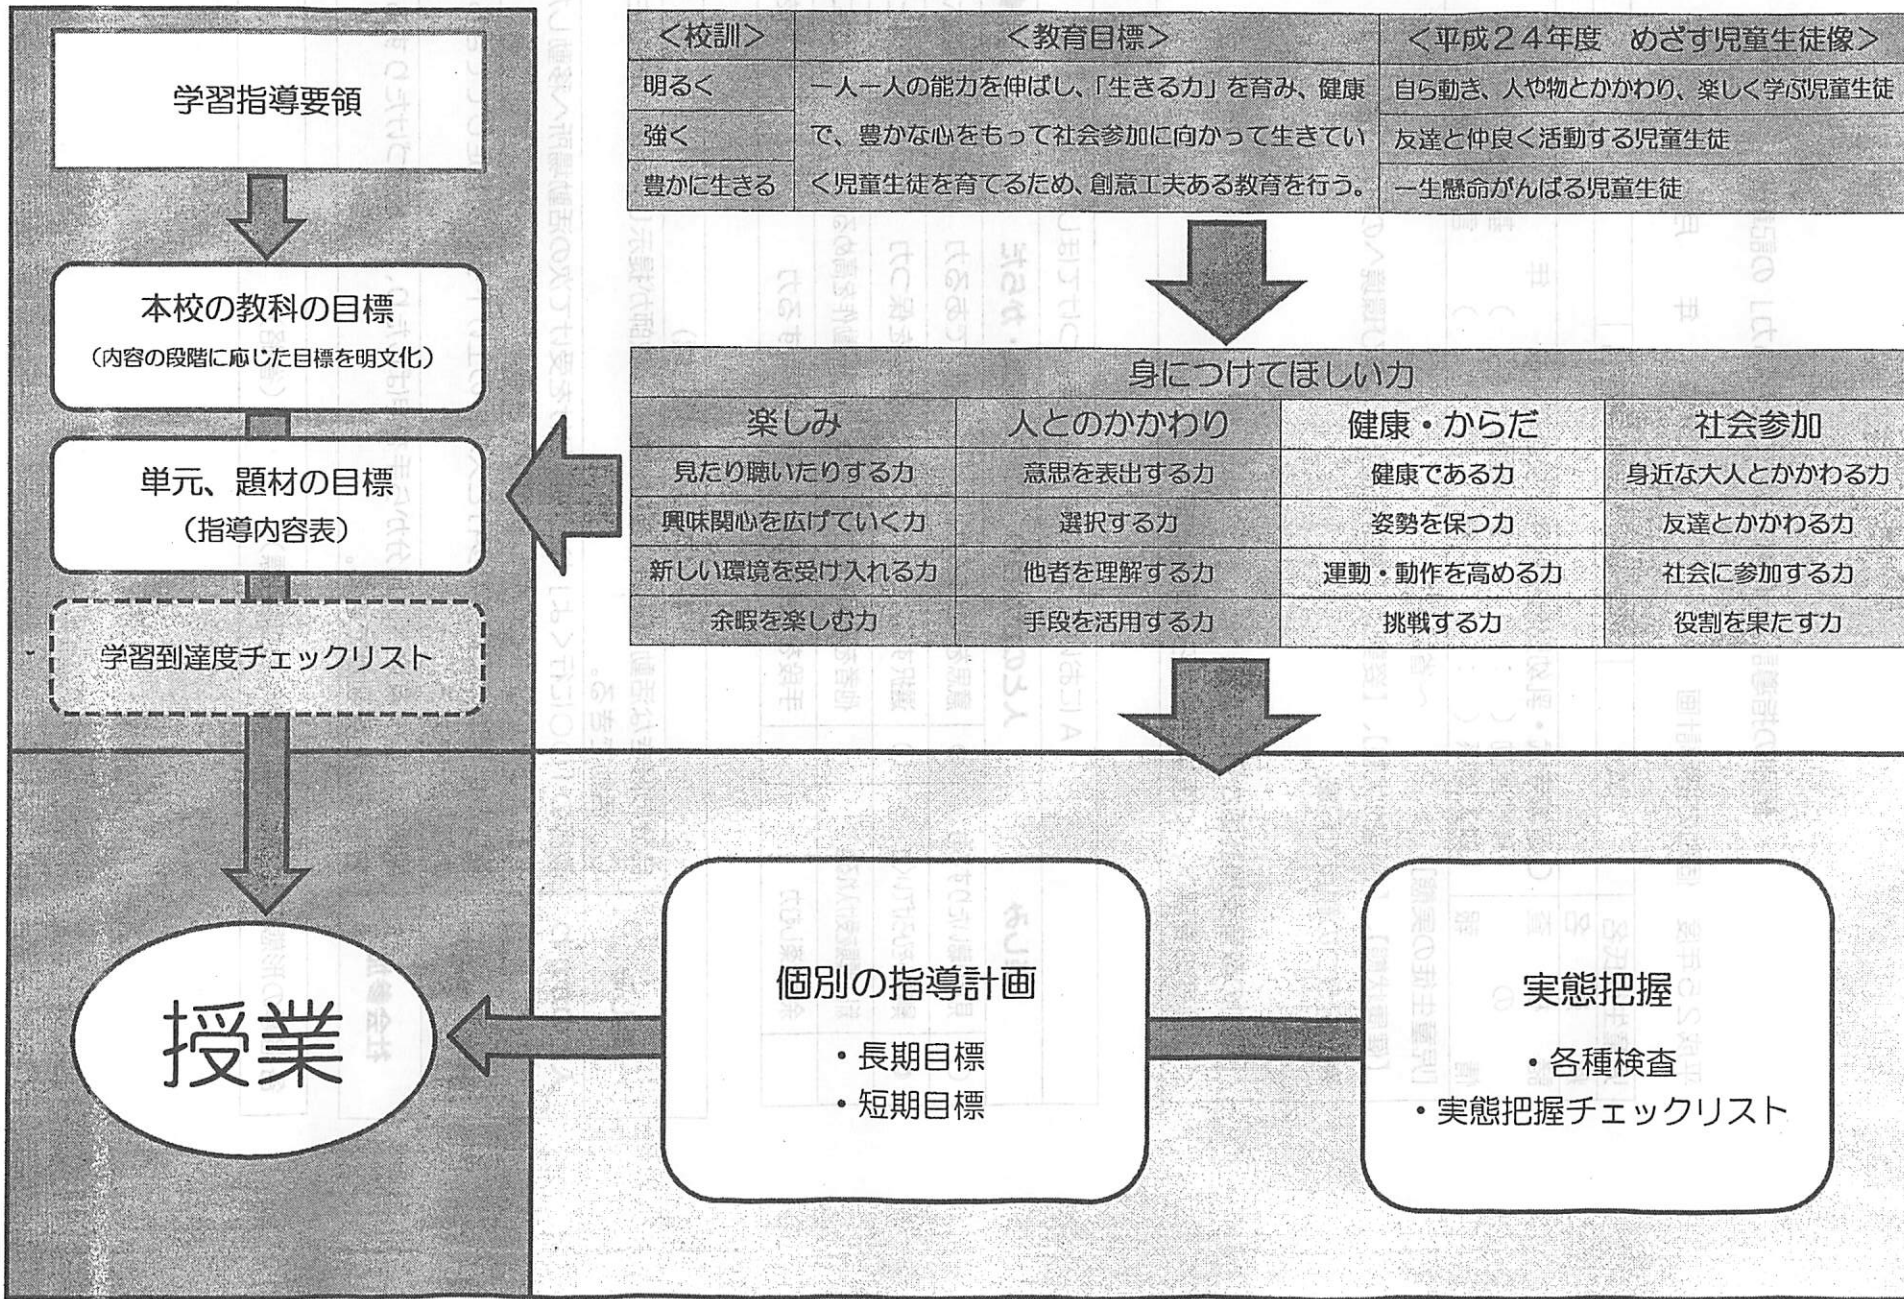 学習指導要領
本校の教科の目標
(内容の段階に応じた目標を明文化)
単元、題材の目標
(指導内容表)
学習到達度チェックリスト
授業
<校訓>
明るく
強く
豊かに生きる
<教育目標>
一人一人の能力を伸ばし、「生きる力」を育み、健康
で、豊かな心をもって社会参加に向かって生きてい
く児童生徒を育てるため、創意工夫ある教育を行う。
<平成24年度 めざす児童生徒像>
自ら動き、人や物とかかわり、楽しく学ぶ児童生徒
友達と仲良く活動する児童生徒
一生懸命がんばる児童生徒
身につけてほしい力
楽しみ 人とのかかわり 健康・からだ 社会参加
見たり聴いたりする力 意思を表出する力 健康である力 身近な大人とかかわる力
興味関心を広げていく力 選択する力 姿勢を保つ力 友達とかかわる力
新しい環境を受け入れる力 他者を理解する力 運動・動作を高める力 社会に参加する力
余暇を楽しむ力 手段を活用する力 挑戦する力 役割を果たす力
個別の指導計画
・長期目標
・短期目標
実態把握
・各種検査
・実態把握チェックリスト